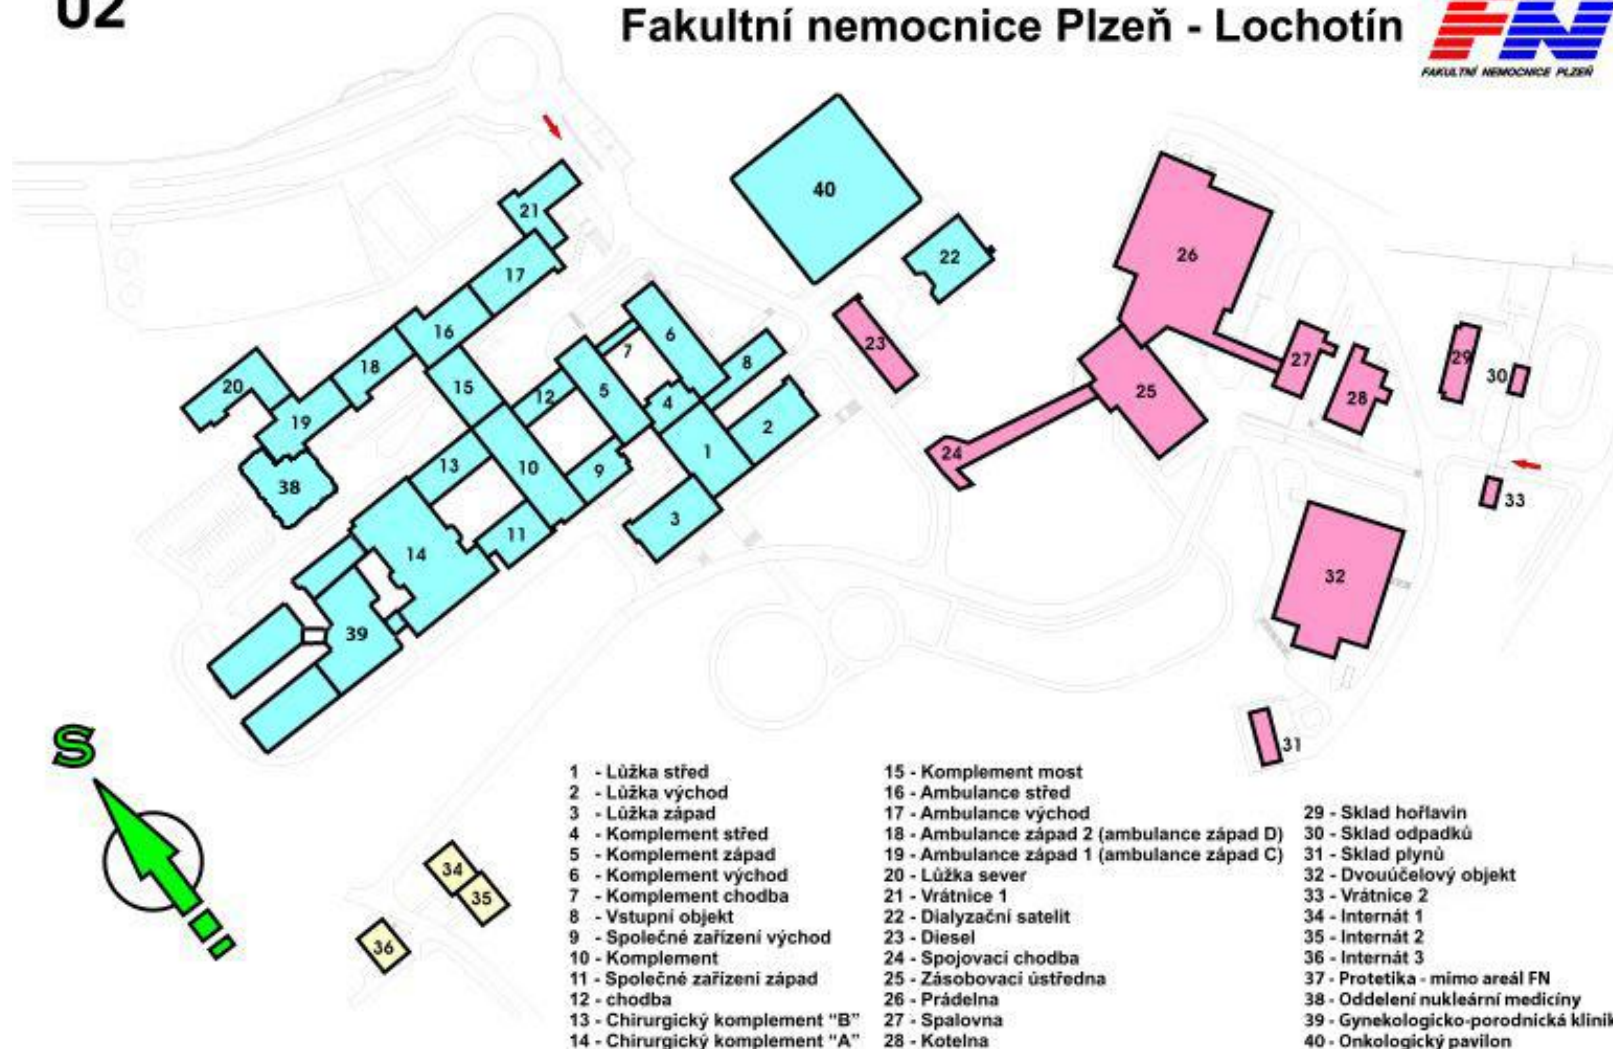 02
Fakultní nemocnice Plzeň - Lochotín
FN
FAKULTNÍ NEMOCNICE PLZEŇ
40
21
22
26
17
16
6
23
7
8
27
29
30
18
20
15
5
12
4
25
28
19
2
1
13
10
9
24
38
33
3
11
14
32
39
S
31
34
35
36
1 - Lůžka střed
2 - Lůžka východ
3 - Lůžka západ
4 - Komplement střed
5 - Komplement západ
6 - Komplement východ
7 - Komplement chodba
8 - Vstupní objekt
9 - Společné zařízení východ
10 - Komplement
11 - Společné zařízení západ
12 - chodba
13 - Chirurgický komplement “B”
14 - Chirurgický komplement “A”
15 - Komplement most
16 - Ambulance střed
17 - Ambulance východ
18 - Ambulance západ 2 (ambulance západ D)
19 - Ambulance západ 1 (ambulance západ C)
20 - Lůžka sever
21 - Vrátnice 1
22 - Dialyzační satelit
23 - Diesel
24 - Spojovací chodba
25 - Zásobovací ústředna
26 - Prádelna
27 - Spalovna
28 - Kotelna
29 - Sklad hořlavin
30 - Sklad odpadků
31 - Sklad plynů
32 - Dvouúčelový objekt
33 - Vrátnice 2
34 - Internát 1
35 - Internát 2
36 - Internát 3
37 - Protetika - mimo areál FN
38 - Oddelení nukleární medicíny
39 - Gynekologicko-porodnická klinik
40 - Onkologický pavilon